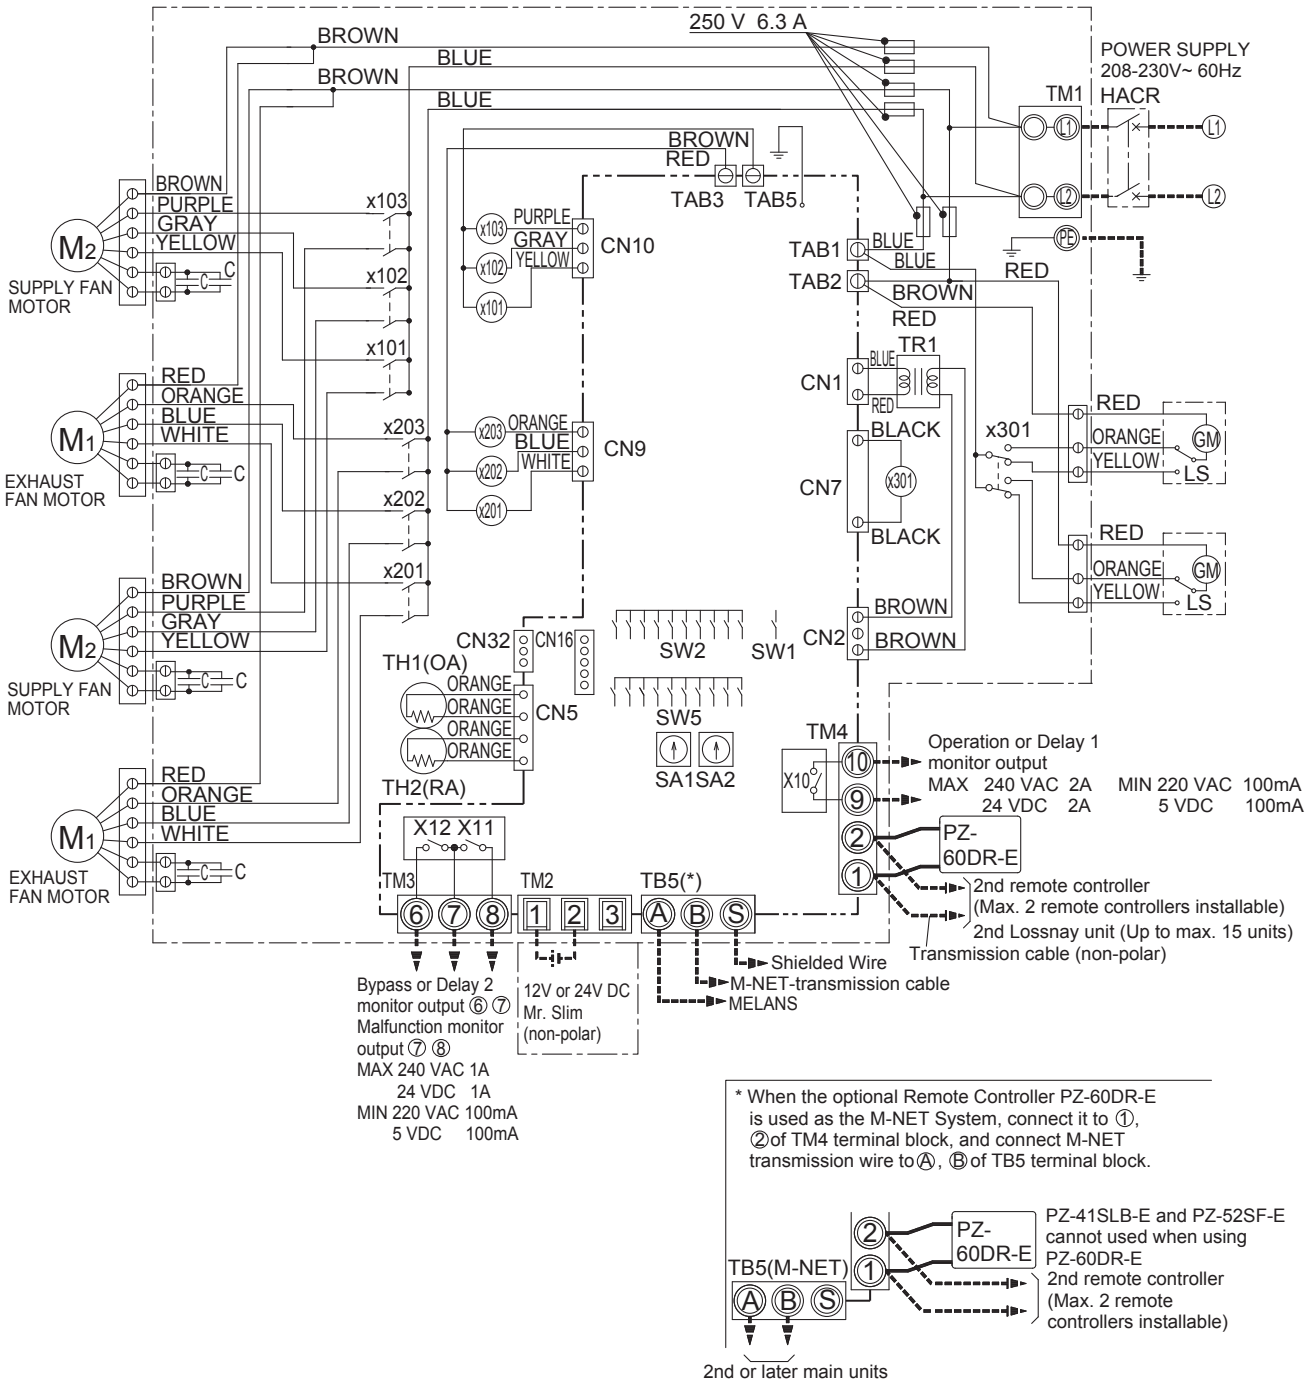 250 V 6.3 A
BROWN
BLUE
BROWN
BLUE
POWER SUPPLY
208-230V~ 60Hz
TM1 HACR
L1 L1
L2 L2
PE
BROWN
RED
TAB3 TAB5
BROWN
PURPLE
GRAY
YELLOW
M2
SUPPLY FAN
MOTOR
C C
x103
x102
x101
x103 PURPLE
x102 GRAY
x101 YELLOW
CN10
TAB1 BLUE
BLUE
TAB2 BROWN
RED
RED
TR1
CN1 BLUE
RED
RED
ORANGE
BLUE
WHITE
M1
EXHAUST
FAN MOTOR
C C
x203
x202
x201
x203 ORANGE
x202 BLUE
x201 WHITE
CN9
BLACK
CN7 x301
BLACK
x301
RED
ORANGE
YELLOW
GM
LS
RED
ORANGE
YELLOW
GM
LS
BROWN
PURPLE
GRAY
YELLOW
M2
SUPPLY FAN
MOTOR
C C
CN32 CN16
SW2 SW1
CN2 BROWN
BROWN
TH1(OA)
ORANGE
ORANGE
ORANGE
ORANGE
CN5
TH2(RA)
SW5
SA1 SA2
RED
ORANGE
BLUE
WHITE
M1
EXHAUST
FAN MOTOR
C C
TM4
X10
10
9
2
1
Operation or Delay 1
monitor output
MAX 240 VAC 2A MIN 220 VAC 100mA
24 VDC 2A 5 VDC 100mA
PZ-
60DR-E
2nd remote controller
(Max. 2 remote controllers installable)
2nd Lossnay unit (Up to max. 15 units)
Transmission cable (non-polar)
X12 X11
TM3 TM2 TB5(*)
6 7 8 1 2 3 A B S
Shielded Wire
M-NET-transmission cable
MELANS
Bypass or Delay 2
monitor output ⑥ ⑦
Malfunction monitor
output ⑦ ⑧
MAX 240 VAC 1A
24 VDC 1A
MIN 220 VAC 100mA
5 VDC 100mA
12V or 24V DC
Mr. Slim
(non-polar)
* When the optional Remote Controller PZ-60DR-E
is used as the M-NET System, connect it to ①,
② of TM4 terminal block, and connect M-NET
transmission wire to Ⓐ, Ⓑ of TB5 terminal block.
2
1
PZ-
60DR-E
PZ-41SLB-E and PZ-52SF-E
cannot used when using
PZ-60DR-E
2nd remote controller
(Max. 2 remote
controllers installable)
TB5(M-NET)
A B S
2nd or later main units